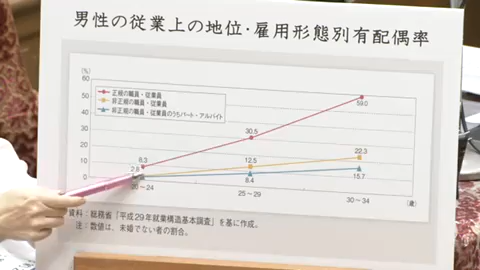 男性の従業上の地位・雇用形態別有配偶率
(%)
60
50
40
30
20
10
0
正規の職員・従業員
非正規の職員・従業員
非正規の職員・従業員のうちパート・アルバイト
8.3
30.5
59.0
2.8
12.5
22.3
8.4
15.7
20～24
25～29
30～34
(歳)
資料：総務省「平成29年就業構造基本調査」を基に作成。
注：数値は、未婚でない者の割合。